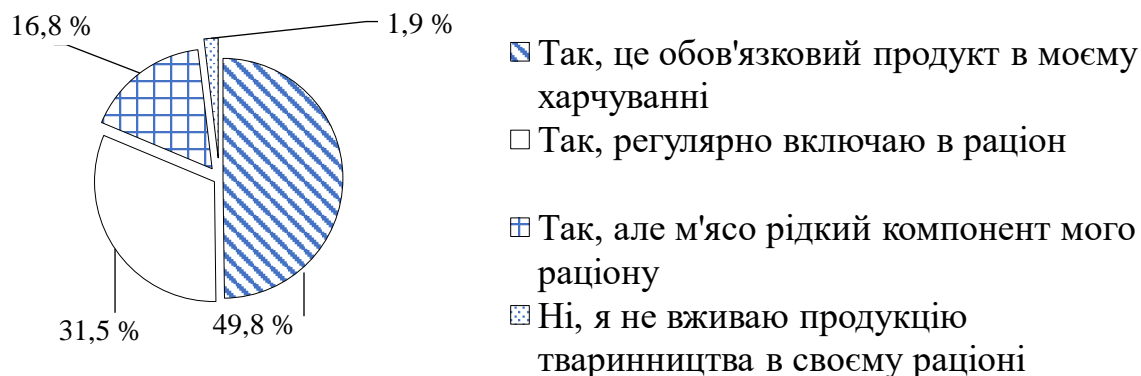 16,8 %
1,9 %
31,5 %
49,8 %
Так, це обов'язковий продукт в моєму
харчуванні
Так, регулярно включаю в раціон
Так, але м'ясо рідкий компонент мого
раціону
Ні, я не вживаю продукцію
тваринництва в своєму раціоні